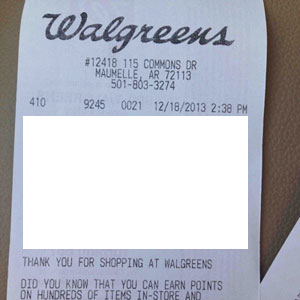 Walgreens
#12418 115 COMMONS DR
MAUMELLE, AR 72113
501-803-3274
410 9245 0021 12/18/2013 2:38 PM
THANK YOU FOR SHOPPING AT WALGREENS
DID YOU KNOW THAT YOU CAN EARN POINTS
ON HUNDREDS OF ITEMS IN-STORE AND